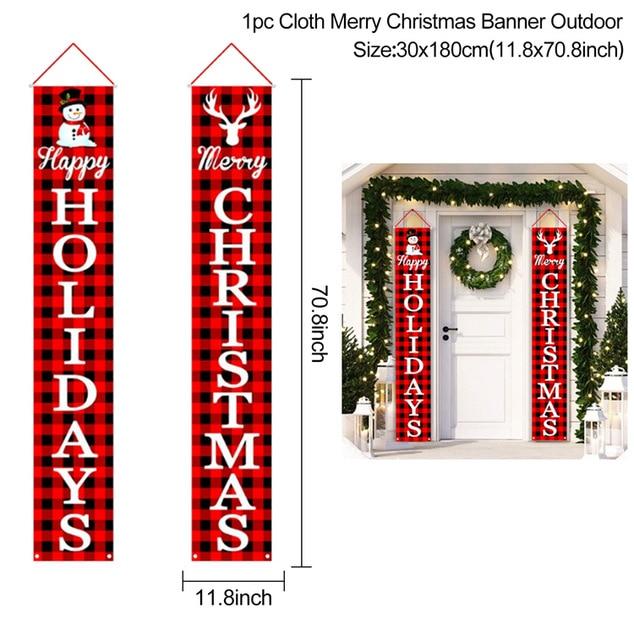 1pc Cloth Merry Christmas Banner Outdoor
Size:30x180cm(11.8x70.8inch)
Happy
HOLIDAYS
Merry
CHRISTMAS
70.8inch
11.8inch
Happy
HOLIDAYS
Merry
CHRISTMAS